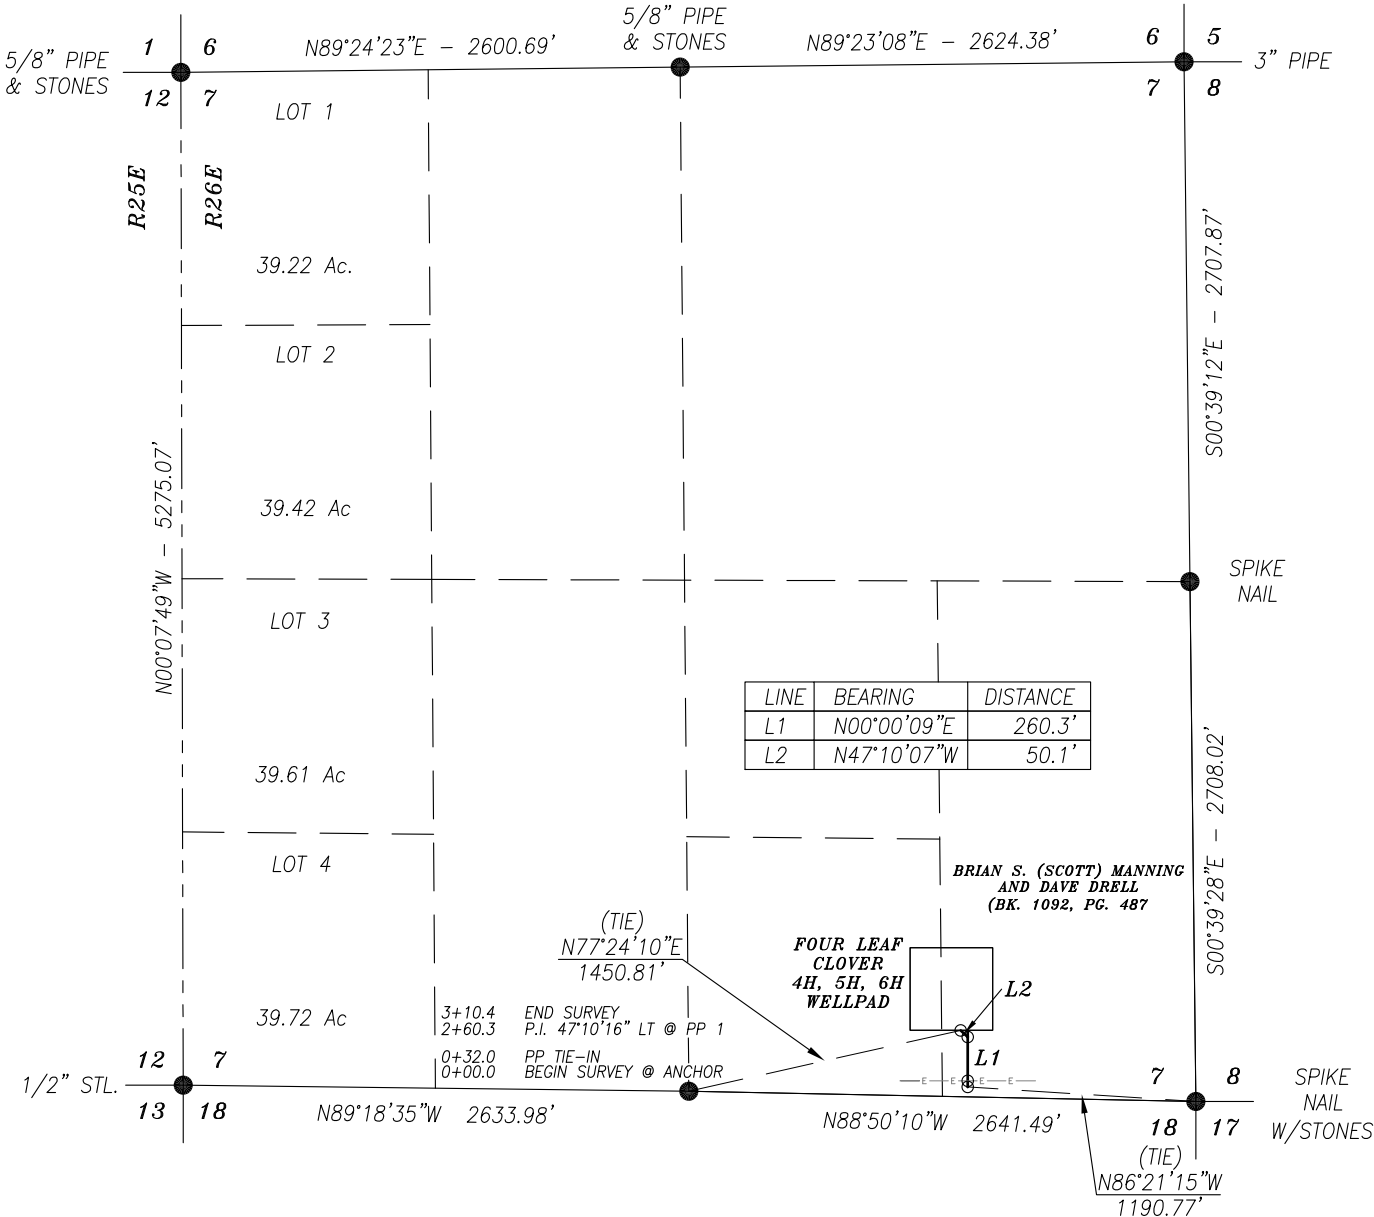 5/8" PIPE
& STONES
1
6
N89°24'23"E - 2600.69'
5/8" PIPE
& STONES
N89°23'08"E - 2624.38'
6
5
3" PIPE
12
7
7
8
LOT 1
R25E
R26E
39.22 Ac.
S00°39'12"E - 2707.87'
LOT 2
39.42 Ac
N00°07'49"W - 5275.07'
SPIKE
NAIL
LOT 3
LINE BEARING DISTANCE
L1 N00°00'09"E 260.3'
L2 N47°10'07"W 50.1'
39.61 Ac
S00°39'28"E - 2708.02'
LOT 4
BRIAN S. (SCOTT) MANNING
AND DAVE DRELL
(BK. 1092, PG. 487
(TIE)
N77°24'10"E
1450.81'
FOUR LEAF
CLOVER
4H, 5H, 6H
WELLPAD
L2
39.72 Ac
3+10.4 END SURVEY
2+60.3 P.I. 47°10'16" LT @ PP 1
0+32.0 PP TIE-IN
0+00.0 BEGIN SURVEY @ ANCHOR
L1
E E E E
12
7
1/2" STL.
13
18
N89°18'35"W 2633.98'
N88°50'10"W 2641.49'
7
8
18
17
SPIKE
NAIL
W/STONES
(TIE)
N86°21'15"W
1190.77'